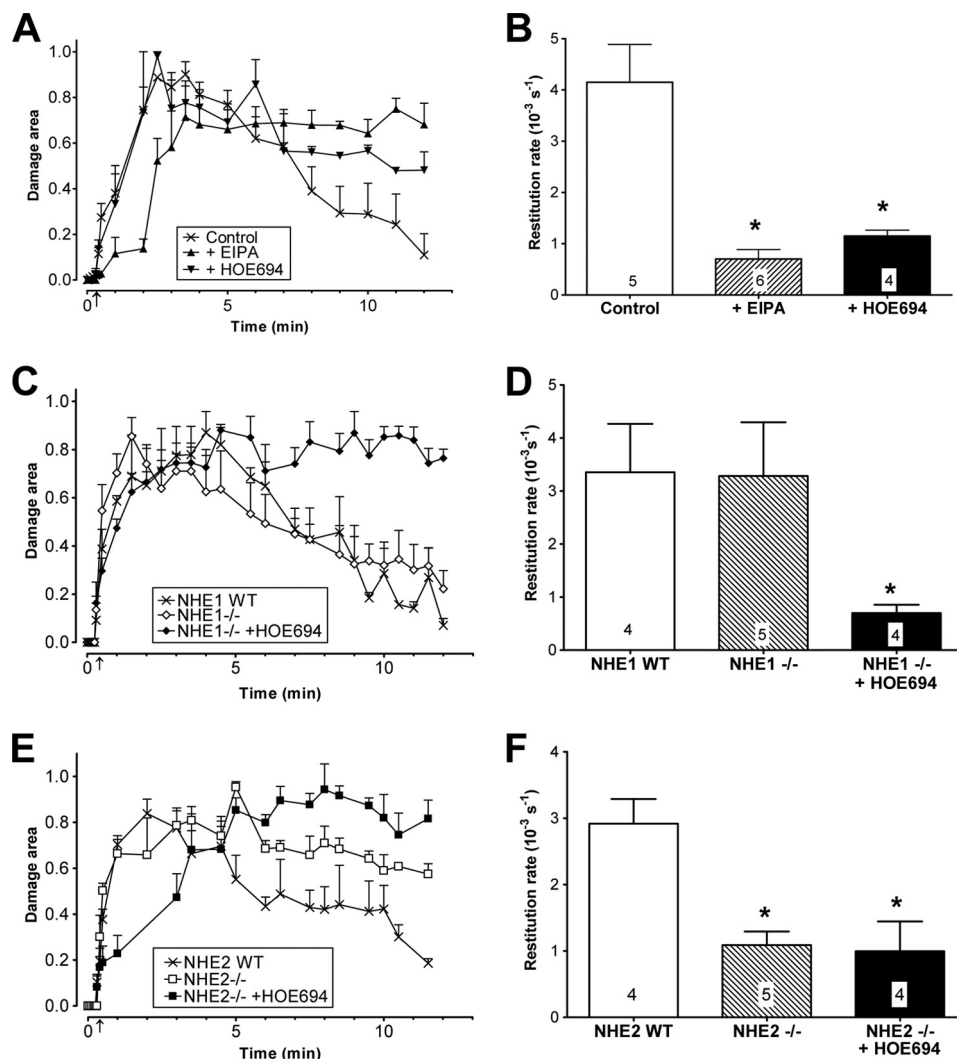 A
Damage area
1.0
0.8
0.6
0.4
0.2
0.0
Control
+ EIPA
+ HOE694
0
↑
5
10
Time (min)
B
Restitution rate (10⁻³ s⁻¹)
5
4
3
2
1
0
*
*
5
6
4
Control
+ EIPA
+ HOE694
C
Damage area
1.0
0.8
0.6
0.4
0.2
0.0
NHE1 WT
NHE1-/-
NHE1-/- +HOE694
0
↑
5
10
Time (min)
D
Restitution rate (10⁻³s⁻¹)
5
4
3
2
1
0
*
4
5
4
NHE1 WT
NHE1 -/-
NHE1 -/-
+ HOE694
E
Damage area
1.0
0.8
0.6
0.4
0.2
0.0
NHE2 WT
NHE2-/-
NHE2-/- +HOE694
0
↑
5
10
Time (min)
F
Restitution rate (10⁻³ s⁻¹)
4
3
2
1
0
*
*
4
5
4
NHE2 WT
NHE2 -/-
NHE2 -/-
+ HOE694